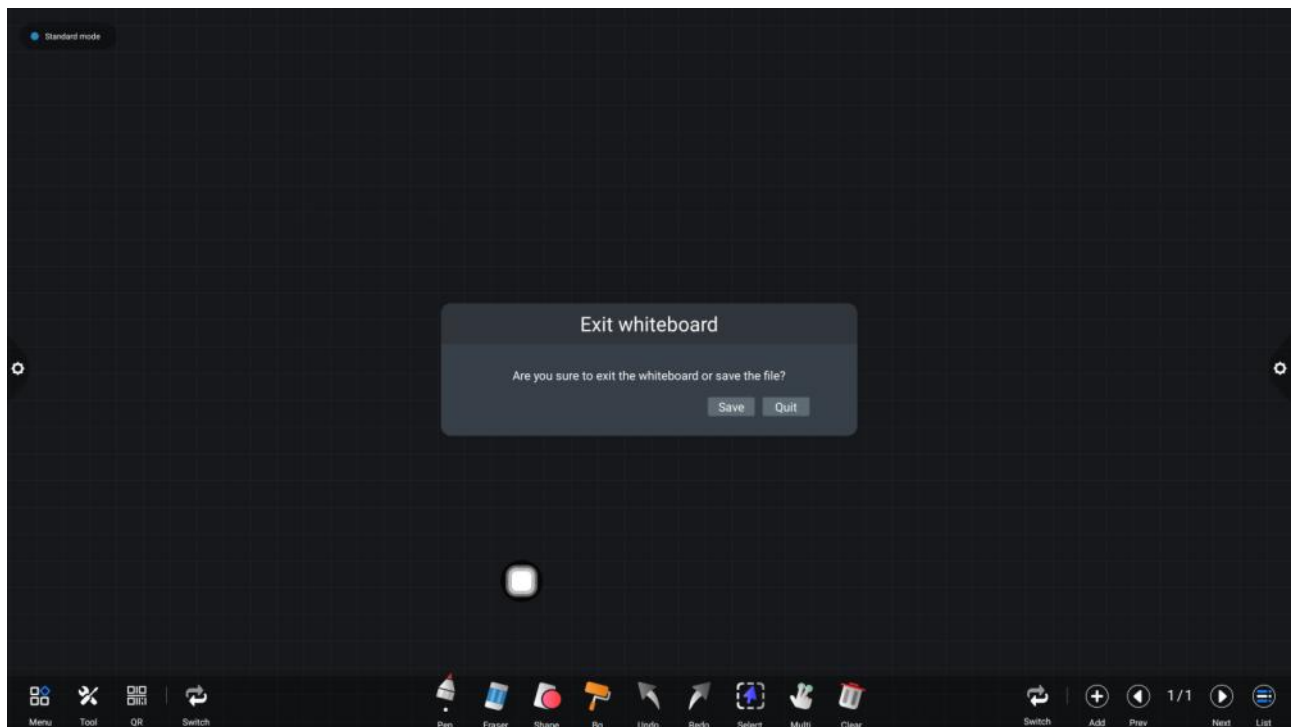 Standard mode
Exit whiteboard
Are you sure to exit the whiteboard or save the file?
Save Quit
1/1
Menu Tool QR Switch Pen Eraser Shape Bg Undo Redo Select Multi Clear Switch Add Prev Next List